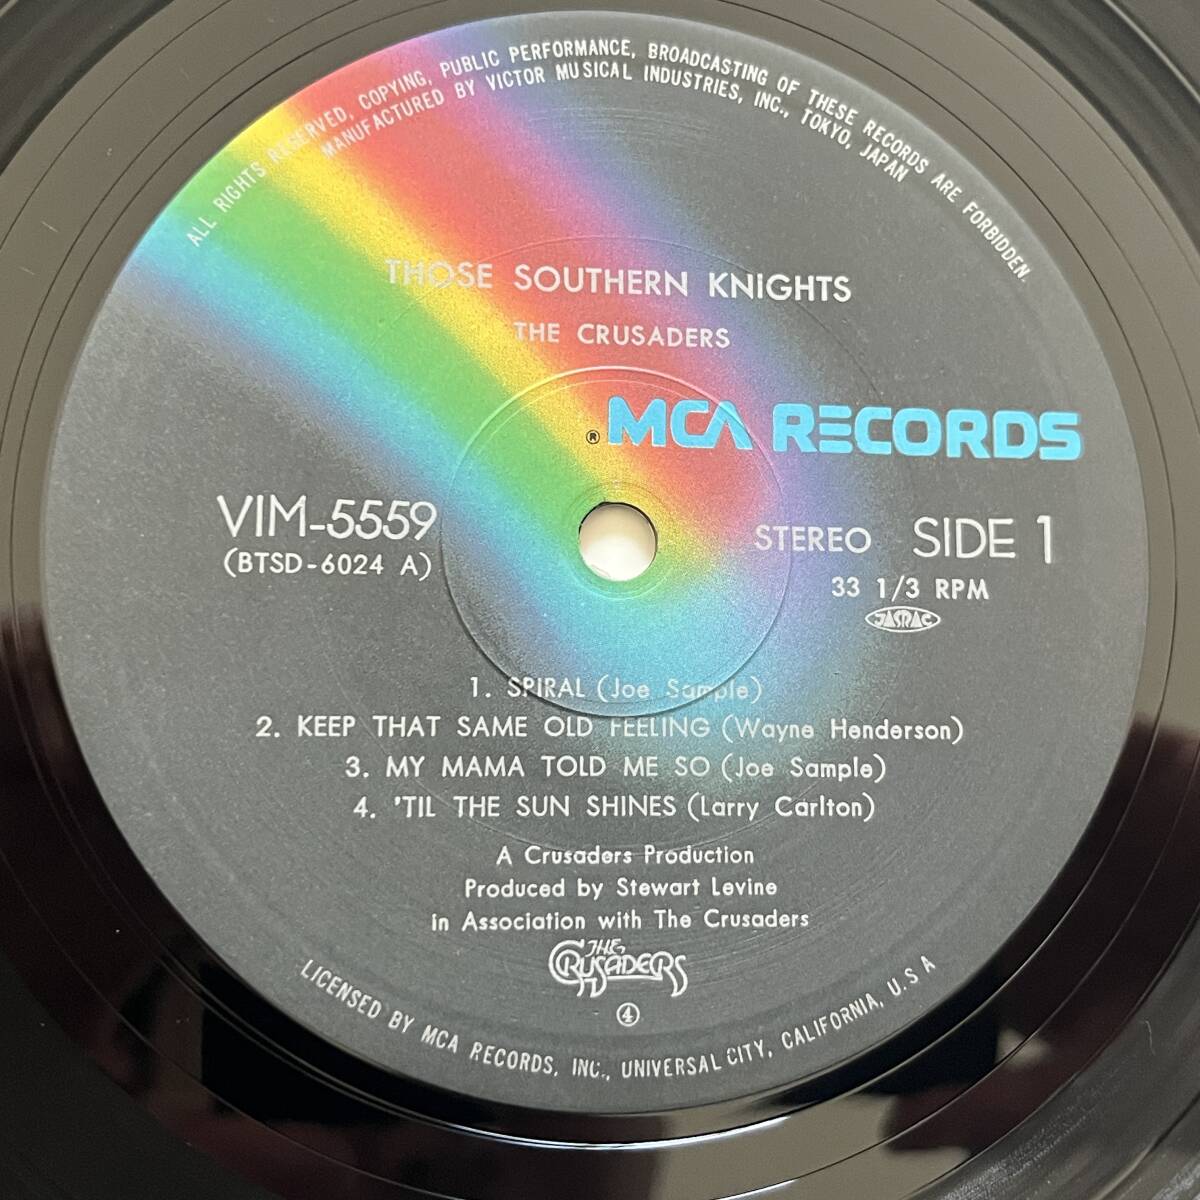 ALL RIGHTS RESERVED, COPYING, PUBLIC PERFORMANCE, BROADCASTING OF THESE RECORDS ARE FORBIDDEN.
MANUFACTURED BY VICTOR MUSICAL INDUSTRIES, INC., TOKYO, JAPAN
THOSE SOUTHERN KNIGHTS
THE CRUSADERS
® MCA RECORDS
VIM-5559
(BTSD-6024 A)
STEREO SIDE 1
33 1/3 RPM
JASRAC
1. SPIRAL (Joe Sample)
2. KEEP THAT SAME OLD FEELING (Wayne Henderson)
3. MY MAMA TOLD ME SO (Joe Sample)
4. 'TIL THE SUN SHINES (Larry Carlton)
A Crusaders Production
Produced by Stewart Levine
in Association with The Crusaders
THE CRUSADERS
④
LICENSED BY MCA RECORDS, INC., UNIVERSAL CITY, CALIFORNIA, U.S A